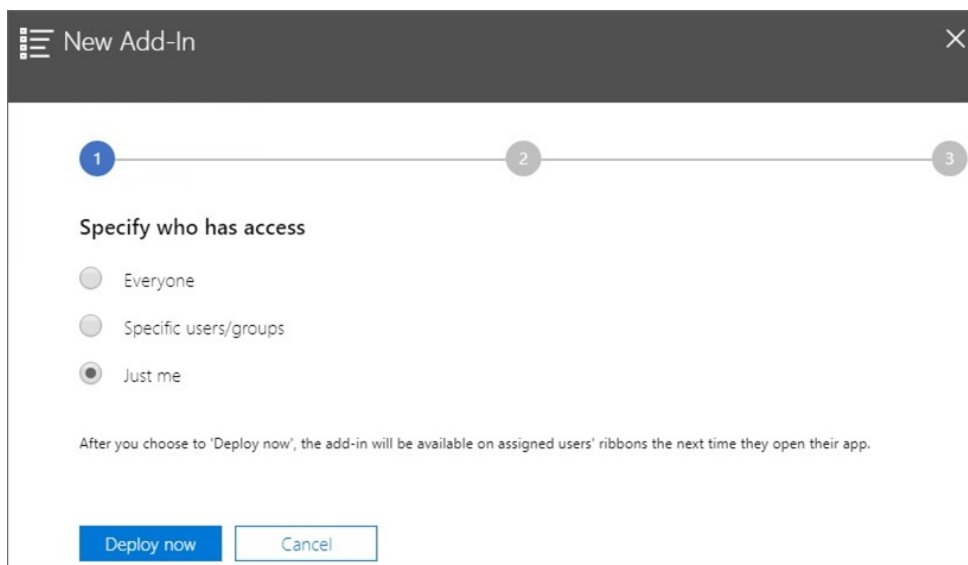 New Add-In
1
2
3
Specify who has access
Everyone
Specific users/groups
Just me
After you choose to 'Deploy now', the add-in will be available on assigned users' ribbons the next time they open their app.
Deploy now
Cancel